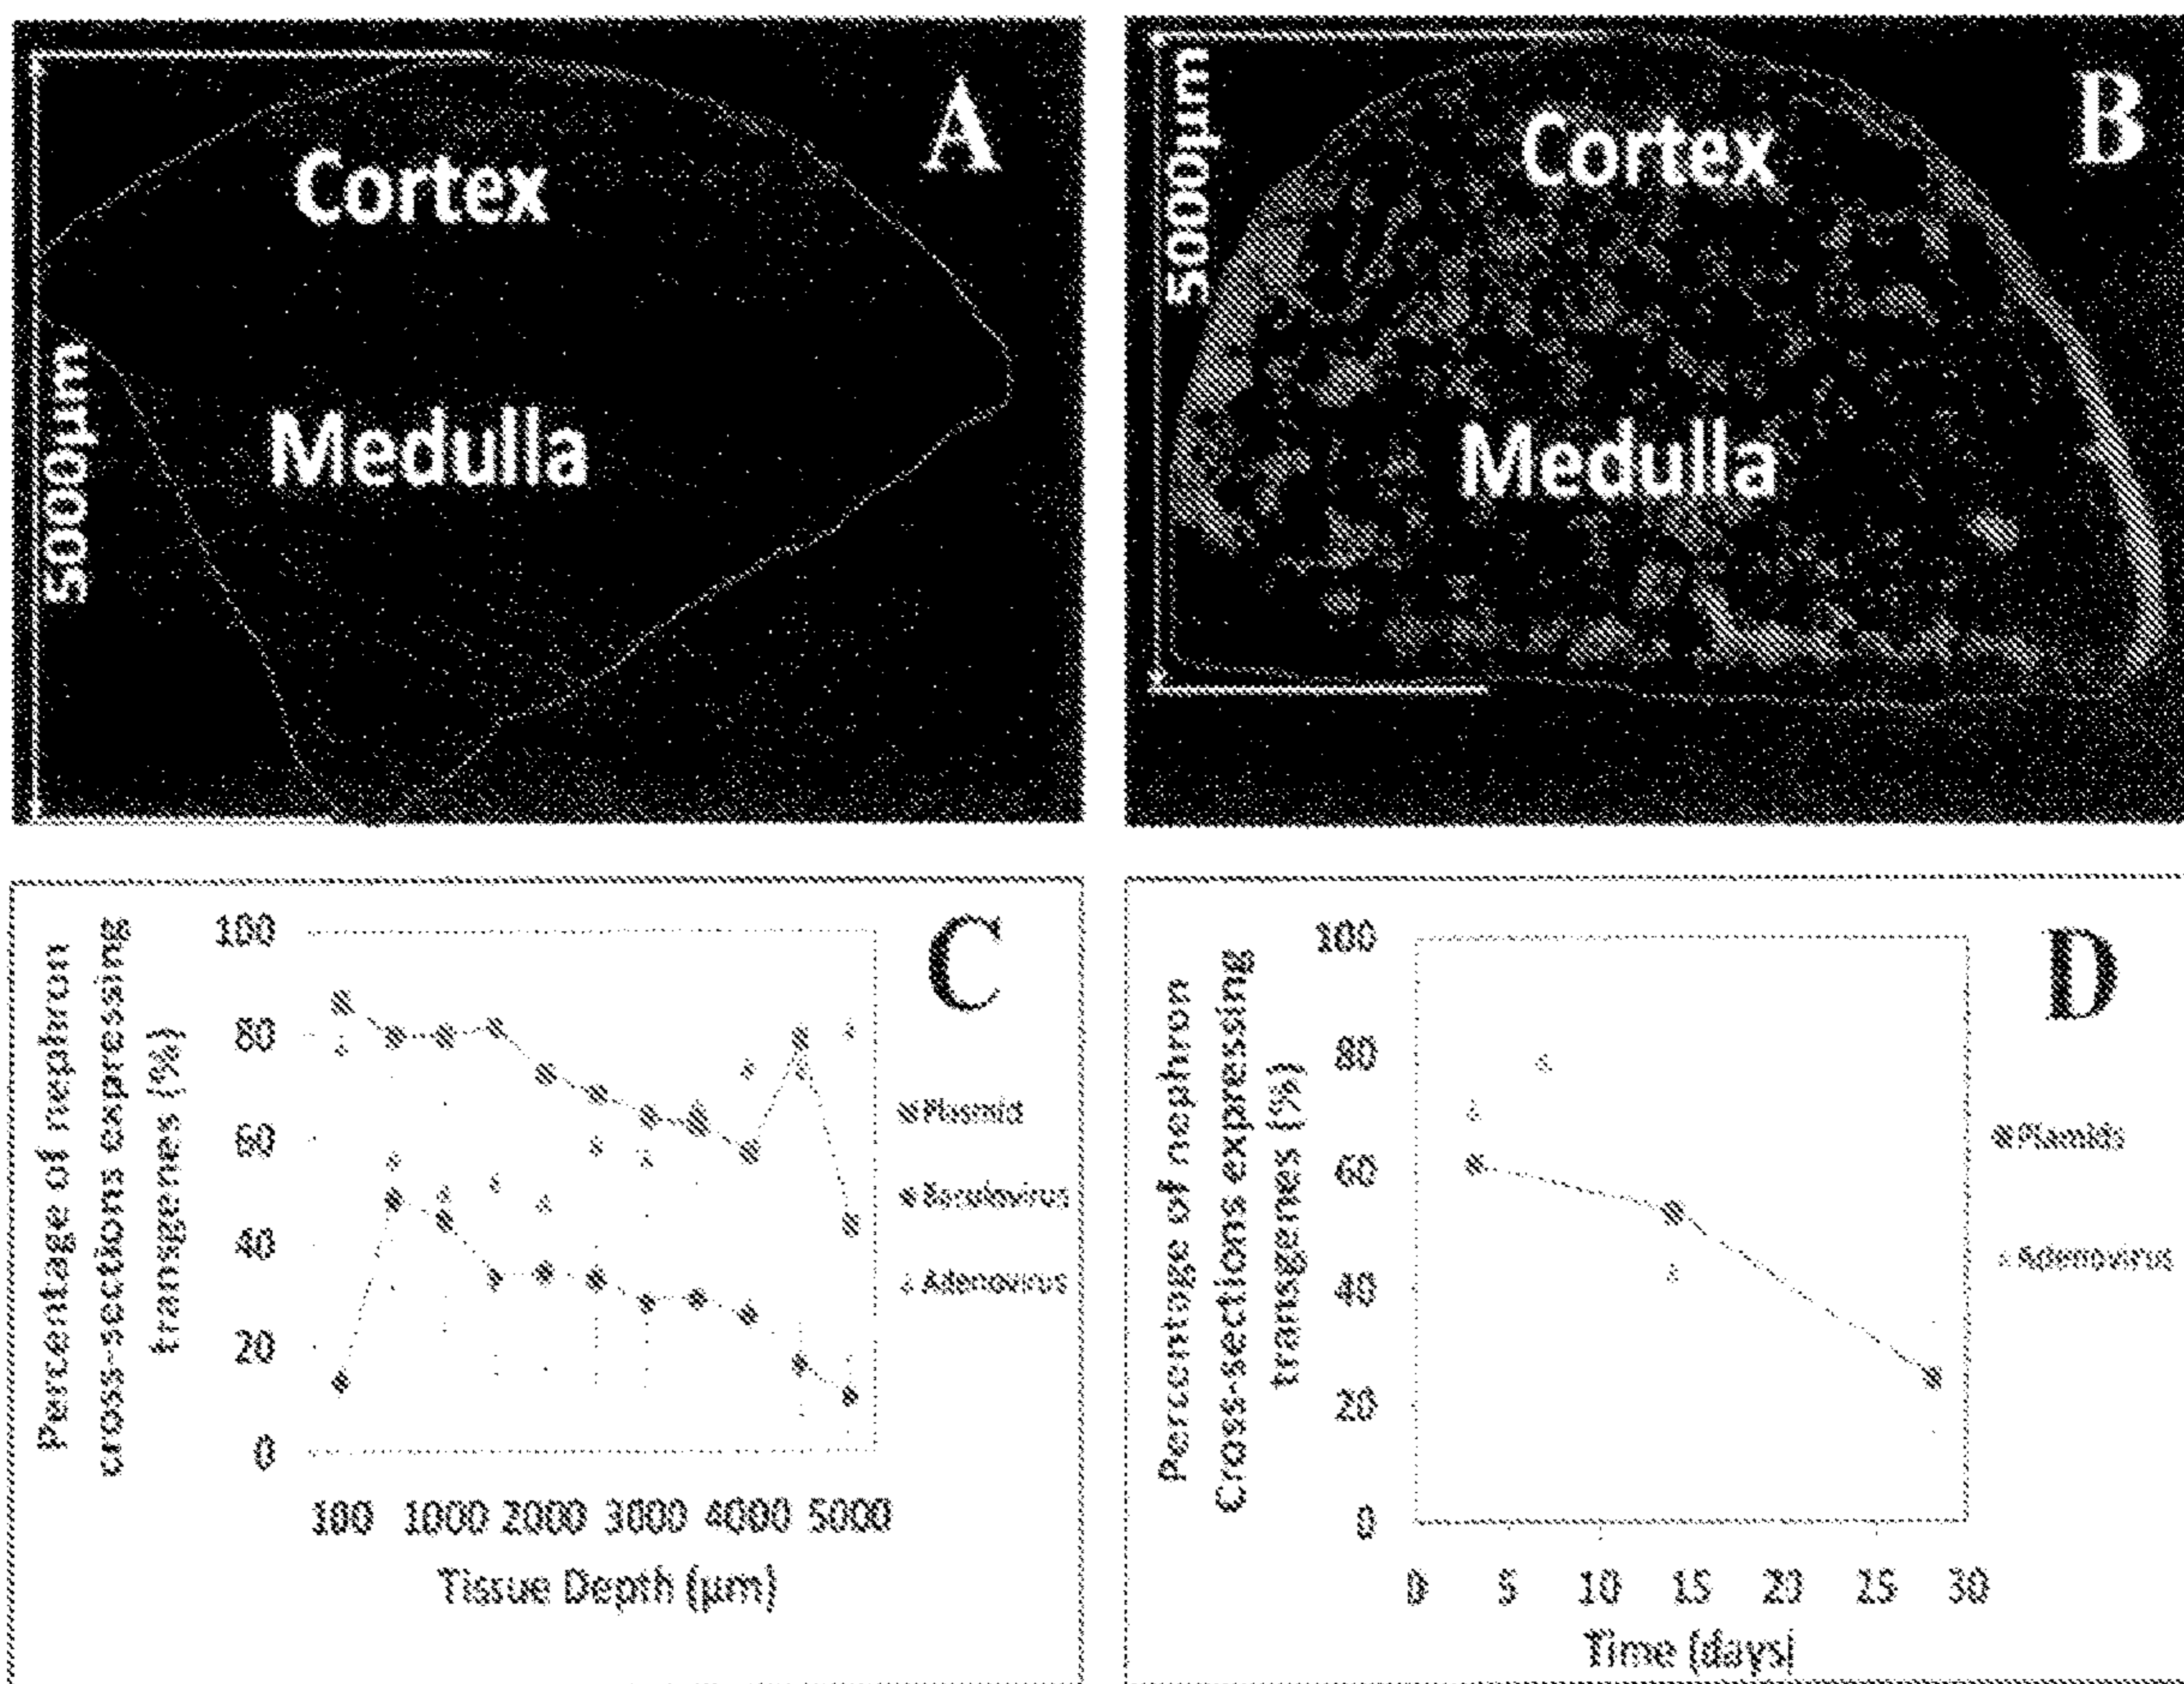 A
Cortex
Medulla
5000µm
B
Cortex
Medulla
5000µm
C
Percentage of nephron
cross-sections expressing
transgenes (%)
100
80
60
40
20
0
100 1000 2000 3000 4000 5000
Tissue Depth (µm)
Plasmid
Baculovirus
Adenovirus
D
Percentage of nephron
Cross-sections expressing
transgenes (%)
100
80
60
40
20
0
0 5 10 15 20 25 30
Time (days)
Plamids
Adenovirus